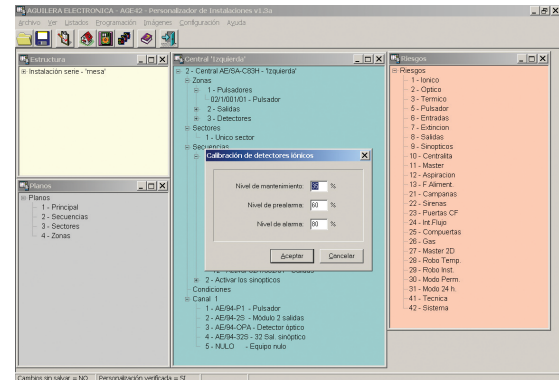 AGUILERA ELECTRONICA - AGE42 - Personalizador de Instalaciones v1.3a
Archivo Ver Listados Programación Imágenes Configuración Ayuda
Estructura
Instalación serie - "mesa"
Planos
Planos
1 - Principal
2 - Secuencias
3 - Sectores
4 - Zonas
Central "Izquierda"
2 - Central AE/SA-C83H - "Izquierda"
Zonas
1 - Pulsadores
02/1/001/01 - Pulsador
2 - Salidas
3 - Detectores
Sectores
1 - Unico sector
Secuencias
Calibración de detectores iónicos
Nivel de mantenimiento: 35 %
Nivel de prealarma: 60 %
Nivel de alarma: 80 %
Aceptar Cancelar
2 - Activar los sinopticos
Condiciones
Canal 1
1 - AE/94-P1 - Pulsador
2 - AE/94-2S - Módulo 2 salidas
3 - AE/94-OPA - Detector óptico
4 - AE/94-32S - 32 Sal. sinóptico
5 - NULO - Equipo nulo
Riesgos
Riesgos
1 - Ionico
2 - Optico
3 - Termico
5 - Pulsador
6 - Entradas
7 - Extincion
8 - Salidas
9 - Sinopticos
10 - Centralita
11 - Master
12 - Aspiracion
13 - F.Aliment.
21 - Campanas
22 - Sirenas
23 - Puertas CF
24 - Int.Flujo
25 - Compuertas
26 - Gas
27 - Master 2D
28 - Robo Temp.
29 - Robo Inst.
30 - Modo Perm.
31 - Modo 24 h.
41 - Tecnica
42 - Sistema
Cambios sin salvar = NO Personalización verificada = SI